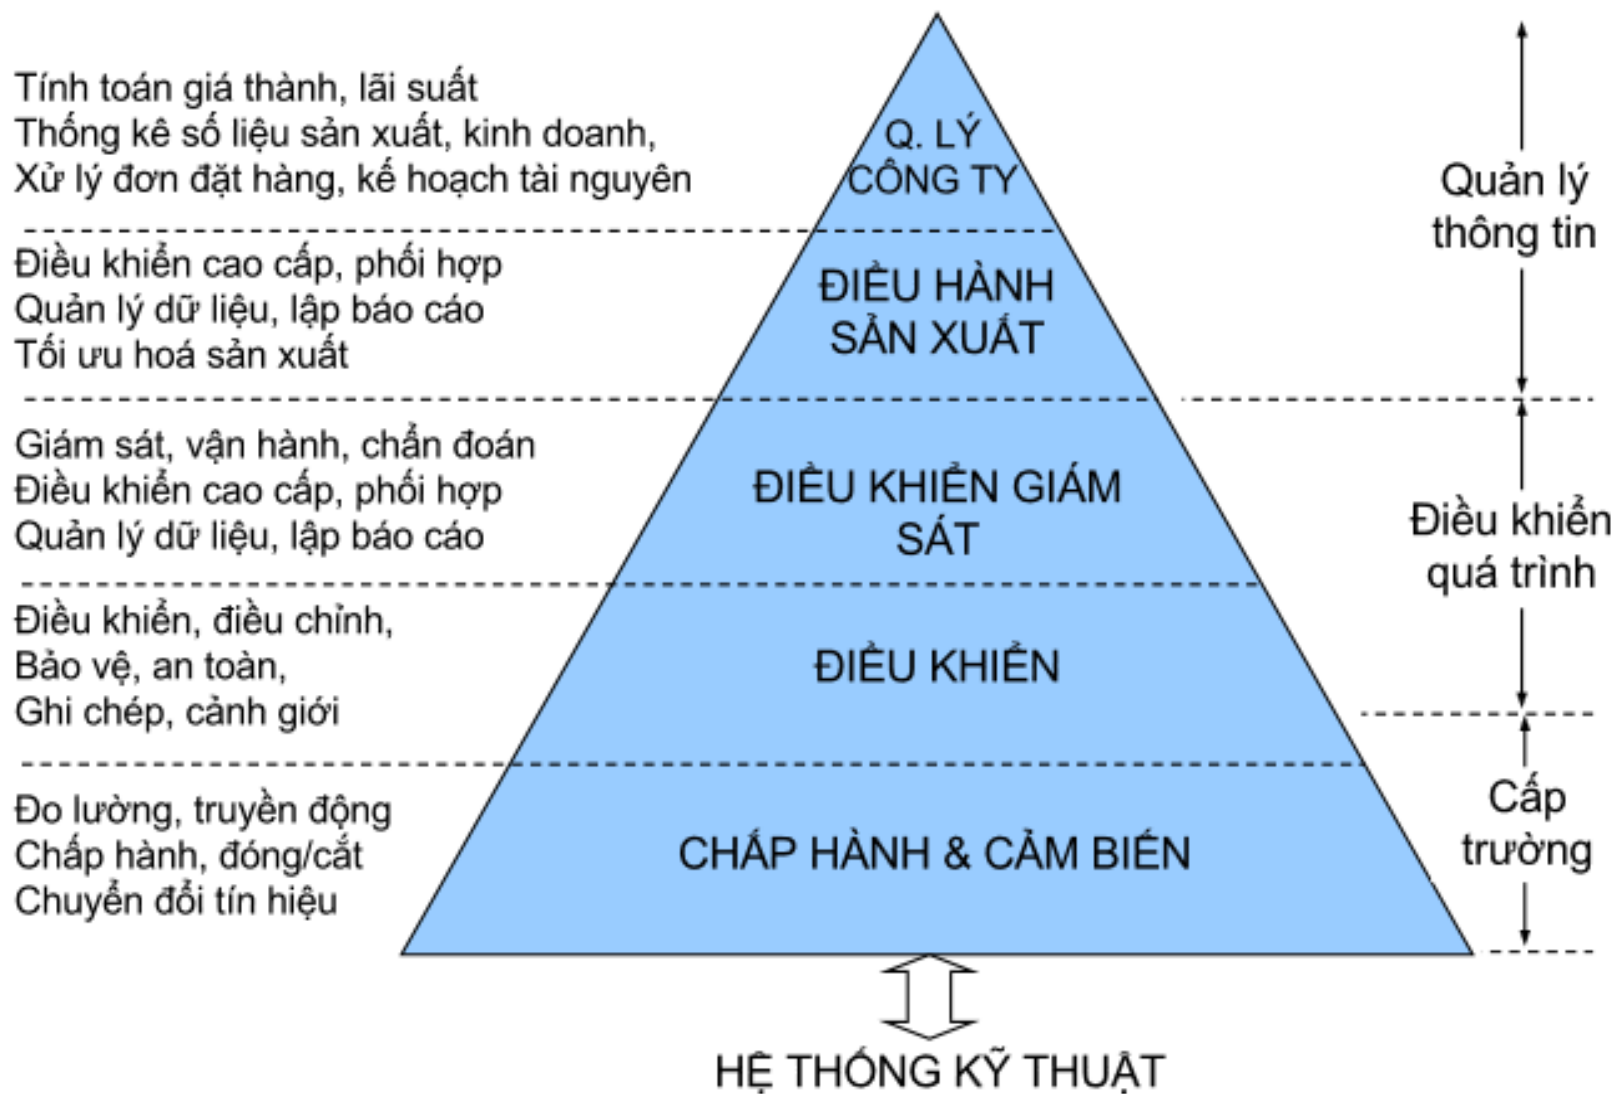 Tính toán giá thành, lãi suất
Thống kê số liệu sản xuất, kinh doanh,
Xử lý đơn đặt hàng, kế hoạch tài nguyên
Q. LÝ
CÔNG TY
Quản lý
thông tin
Điều khiển cao cấp, phối hợp
Quản lý dữ liệu, lập báo cáo
Tối ưu hoá sản xuất
ĐIỀU HÀNH
SẢN XUẤT
Giám sát, vận hành, chẩn đoán
Điều khiển cao cấp, phối hợp
Quản lý dữ liệu, lập báo cáo
ĐIỀU KHIỂN GIÁM
SÁT
Điều khiển
quá trình
Điều khiển, điều chỉnh,
Bảo vệ, an toàn,
Ghi chép, cảnh giới
ĐIỀU KHIỂN
Đo lường, truyền động
Chấp hành, đóng/cắt
Chuyển đổi tín hiệu
CHẤP HÀNH & CẢM BIẾN
Cấp
trường
HỆ THỐNG KỸ THUẬT